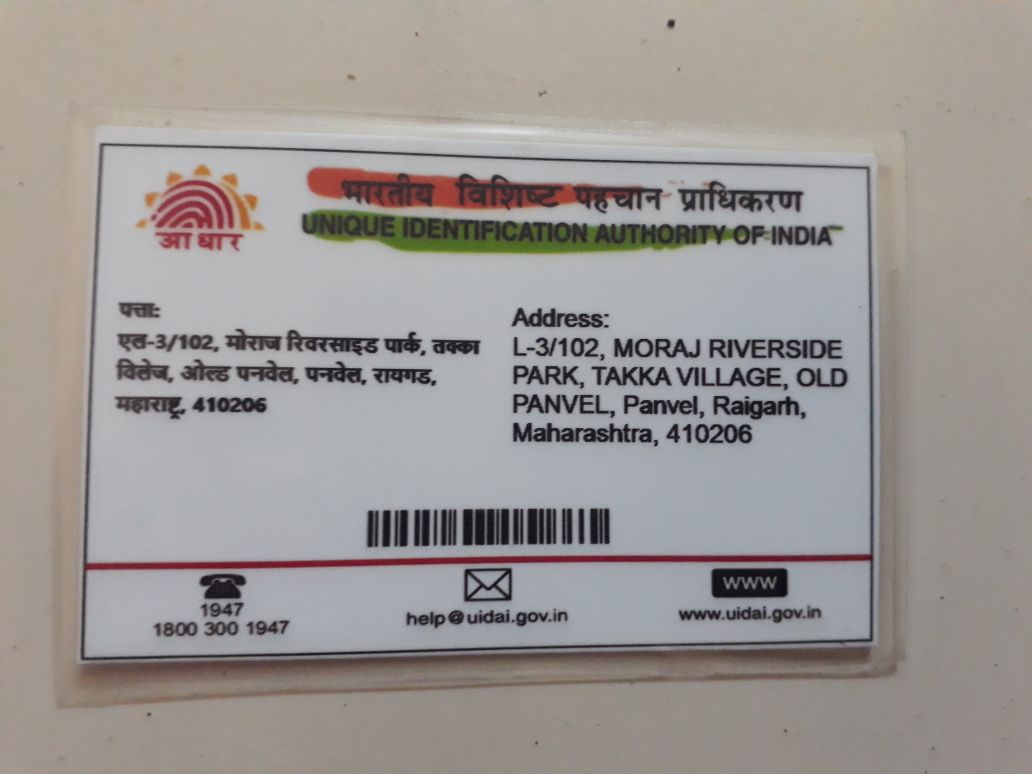 भारतीय विशिष्ट पहचान प्राधिकरण
UNIQUE IDENTIFICATION AUTHORITY OF INDIA
आधार
पत्ता:
एल-3/102, मोराज रिवरसाइड पार्क, तक्का
विलेज, ओल्ड पनवेल, पनवेल, रायगड,
महाराष्ट्र, 410206
Address:
L-3/102, MORAJ RIVERSIDE
PARK, TAKKA VILLAGE, OLD
PANVEL, Panvel, Raigarh,
Maharashtra, 410206
1947
1800 300 1947
help@uidai.gov.in
www
www.uidai.gov.in